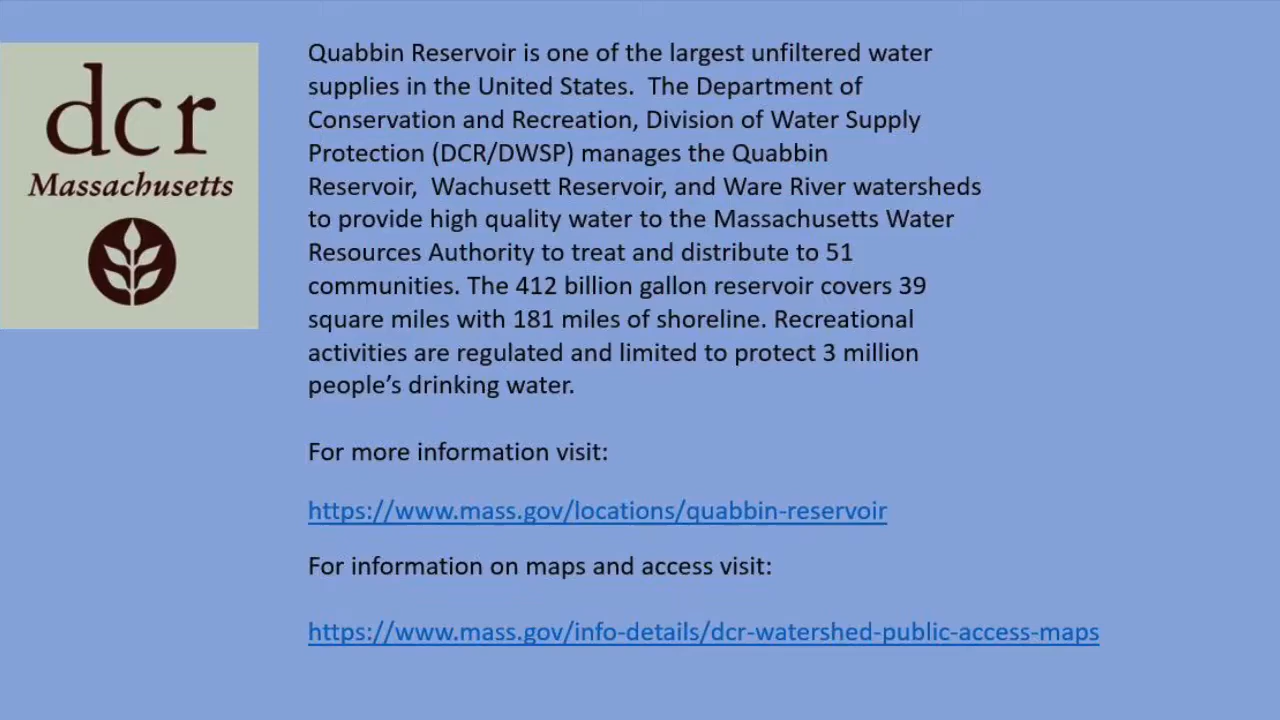 dcr
Massachusetts
Quabbin Reservoir is one of the largest unfiltered water
supplies in the United States.  The Department of
Conservation and Recreation, Division of Water Supply
Protection (DCR/DWSP) manages the Quabbin
Reservoir,  Wachusett Reservoir, and Ware River watersheds
to provide high quality water to the Massachusetts Water
Resources Authority to treat and distribute to 51
communities. The 412 billion gallon reservoir covers 39
square miles with 181 miles of shoreline. Recreational
activities are regulated and limited to protect 3 million
people’s drinking water.
For more information visit:
https://www.mass.gov/locations/quabbin-reservoir
For information on maps and access visit:
https://www.mass.gov/info-details/dcr-watershed-public-access-maps